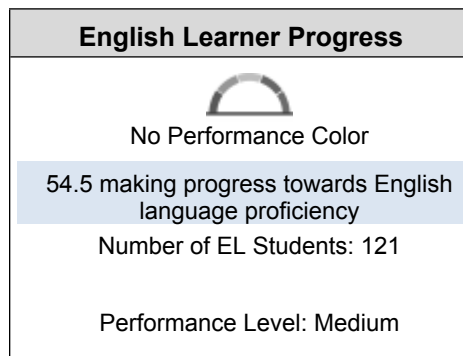 English Learner Progress
No Performance Color
54.5 making progress towards English
language proficiency
Number of EL Students: 121
Performance Level: Medium